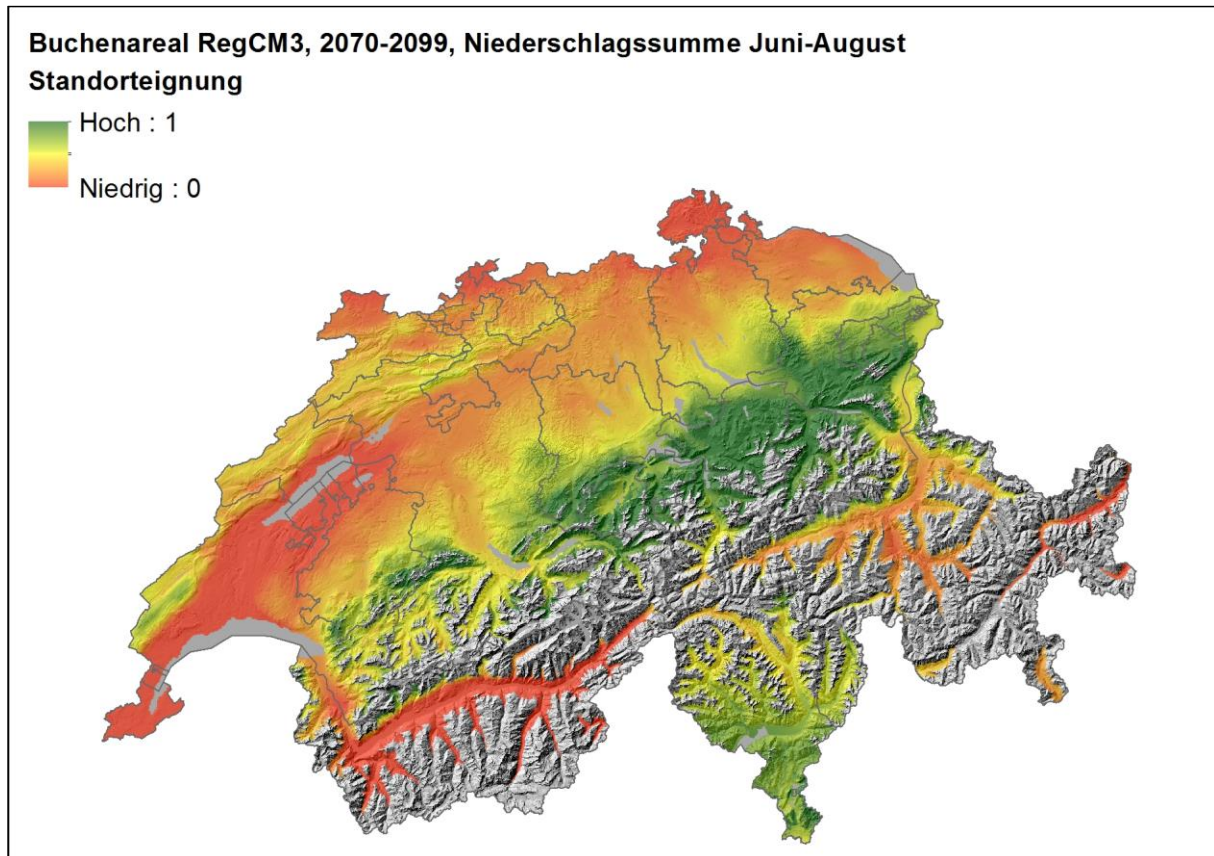 Buchenareal RegCM3, 2070-2099, Niederschlagssumme Juni-August
Standorteignung
Hoch : 1
Niedrig : 0